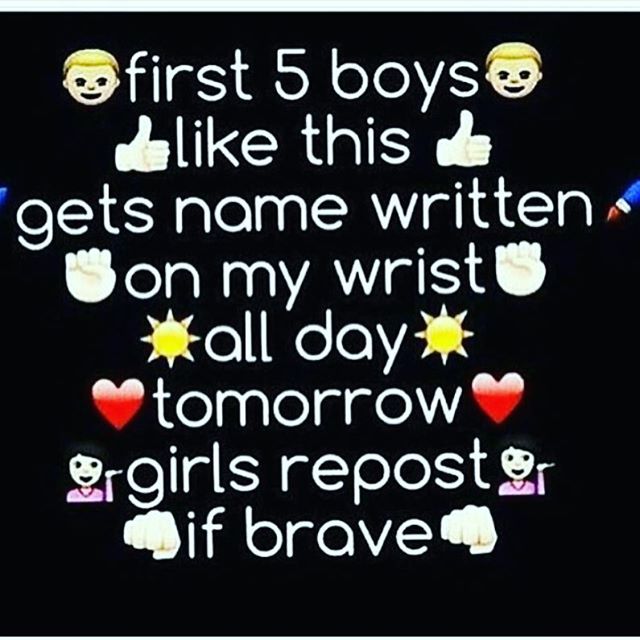 first 5 boys
like this
gets name written
on my wrist
all day
tomorrow
girls repost
if brave